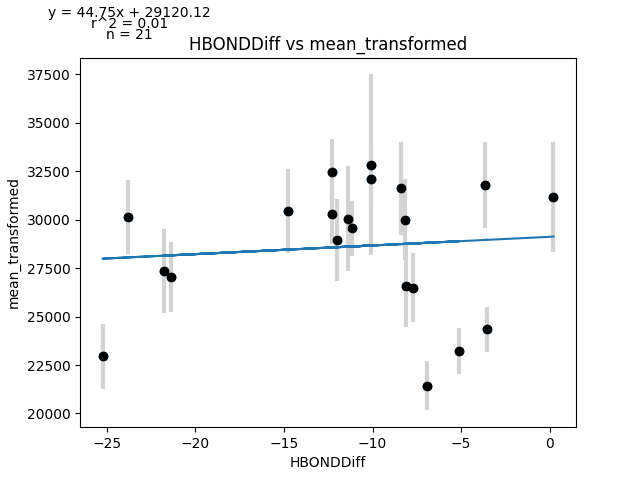 y = 44.75x + 29120.12
r^2 = 0.01
n = 21
HBONDDiff vs mean_transformed
37500
35000
32500
30000
27500
25000
22500
20000
mean_transformed
−25
−20
−15
−10
−5
0
HBONDDiff